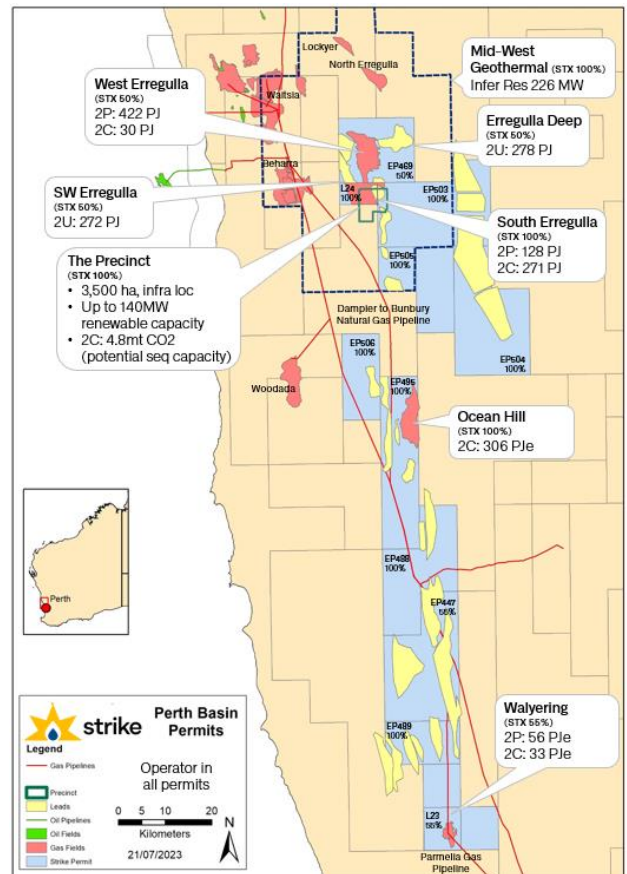 Lockyer
North Erregulla
Mid-West
Geothermal (STX 100%)
Infer Res 226 MW
West Erregulla
(STX 50%)
2P: 422 PJ
2C: 30 PJ
Waitsia
Erregulla Deep
(STX 50%)
2U: 278 PJ
EP469
50%
Beharra
SW Erregulla
(STX 50%)
2U: 272 PJ
L24
100%
EP503
100%
South Erregulla
(STX 100%)
2P: 128 PJ
2C: 271 PJ
The Precinct
(STX 100%)
• 3,500 ha, infra loc
• Up to 140MW
renewable capacity
• 2C: 4.8mt CO2
(potential seq capacity)
EP505
100%
Dampier to Bunbury
Natural Gas Pipeline
EP506
100%
EP504
100%
Woodada
EP495
100%
Ocean Hill
(STX 100%)
2C: 306 PJe
Perth
EP488
100%
EP447
55%
Walyering
(STX 55%)
2P: 56 PJe
2C: 33 PJe
EP489
100%
L23
55%
Parmelia Gas
Pipeline
strike
Perth Basin
Permits
Legend
Gas Pipelines
Precinct
Leads
Oil Pipelines
Oil Fields
Gas Fields
Strike Permit
Operator in
all permits
0 5 10 20
Kilometers
N
21/07/2023